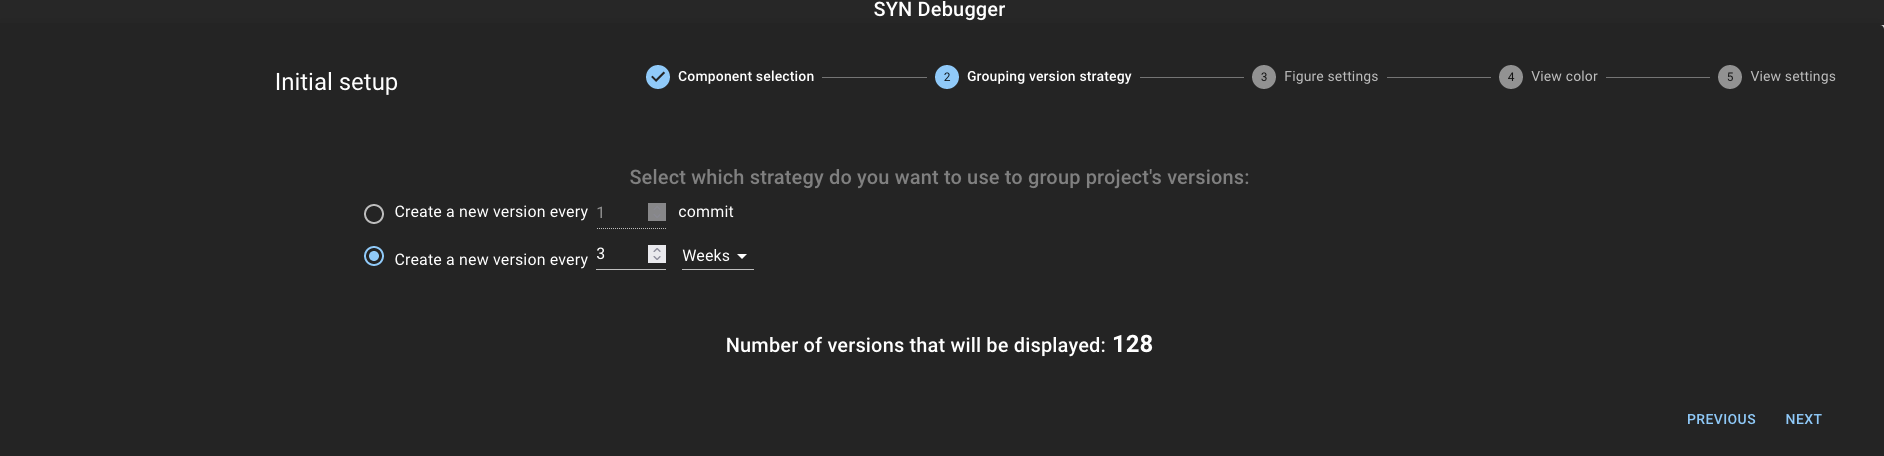 SYN Debugger
Initial setup
Component selection
2 Grouping version strategy
3 Figure settings
4 View color
5 View settings
Select which strategy do you want to use to group project's versions:
Create a new version every 1 commit
Create a new version every 3 Weeks
Number of versions that will be displayed: 128
PREVIOUS NEXT